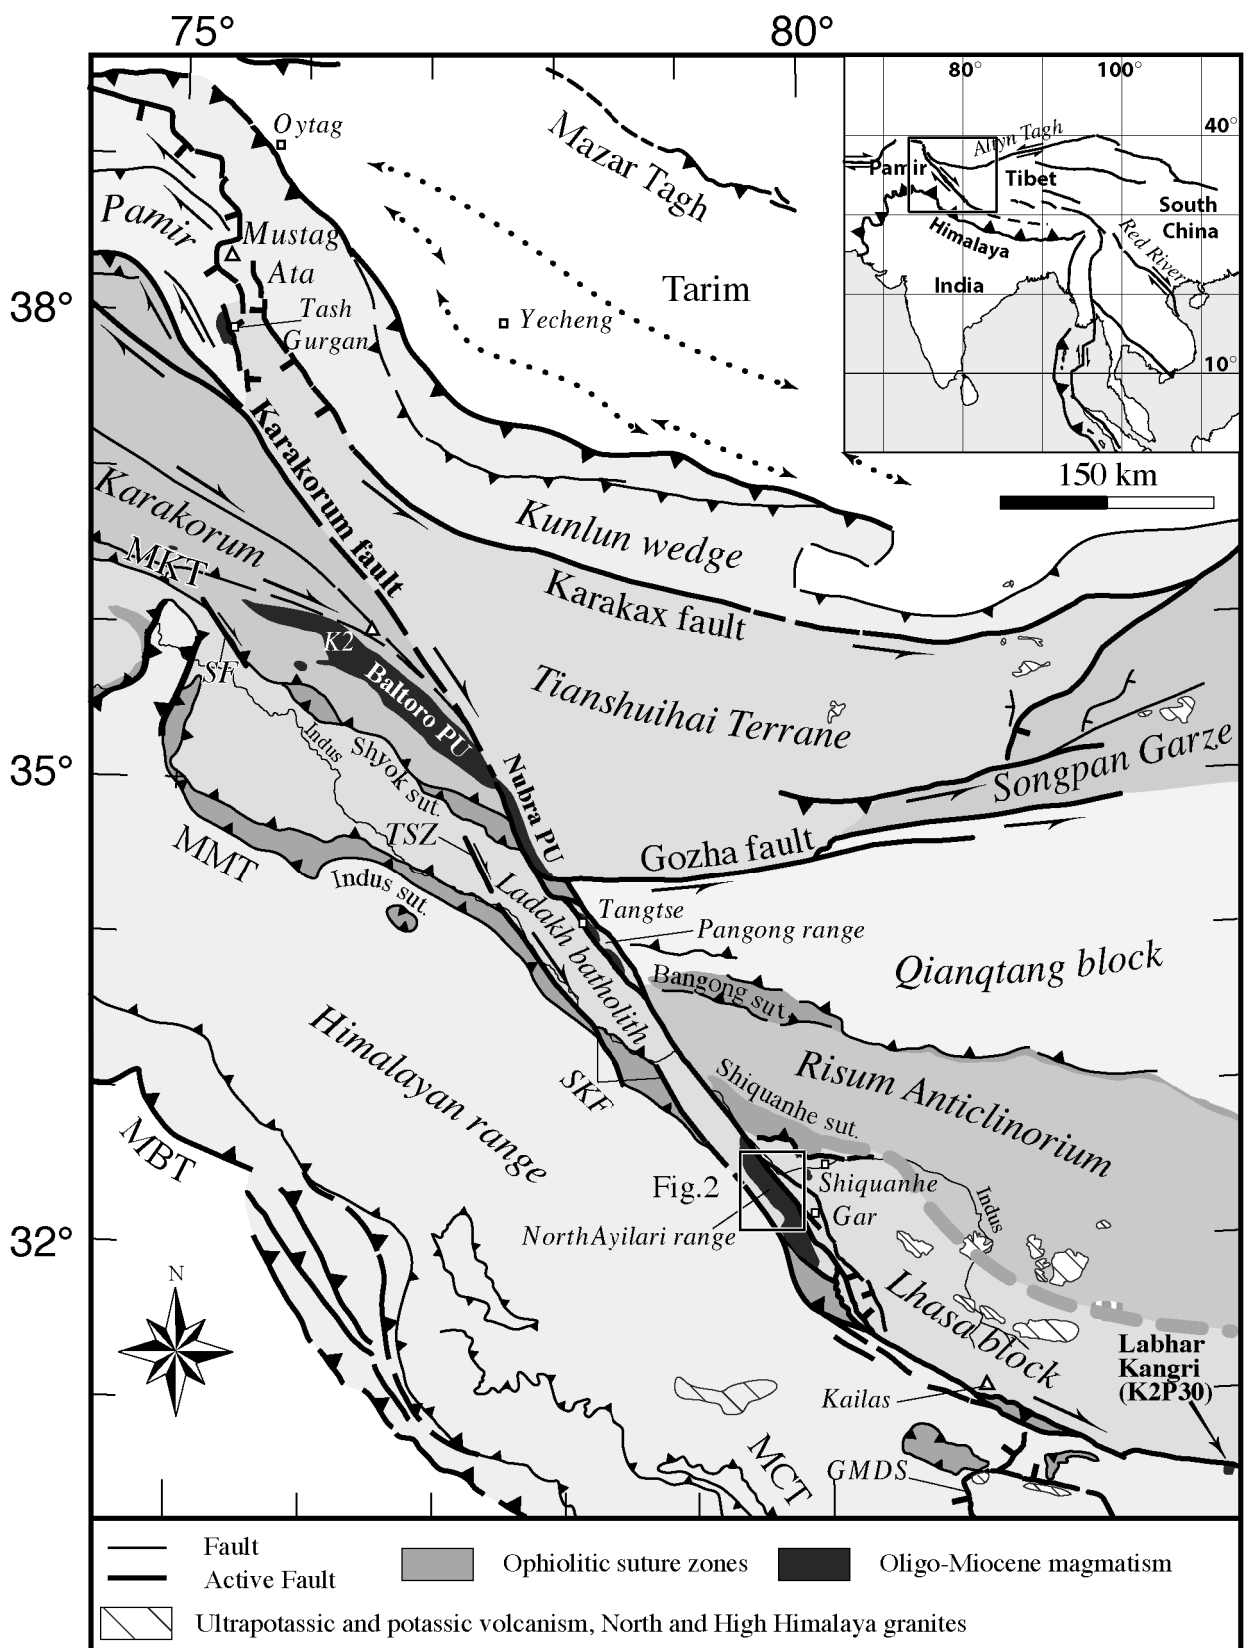 75°
80°
80°
100°
40°
10°
Altyn Tagh
Pamir
Tibet
South
China
Himalaya
Red River
India
150 km
Oytag
Mazar Tagh
Pamir
Mustag
Ata
Tarim
38°
Tash
Gurgan
Yecheng
Karakorum fault
Karakorum
Kunlun wedge
MKT
Karakax fault
K2
SF
Baltoro PU
Tianshuihai Terrane
Indus
Shyok sut.
35°
Nubra PU
Songpan Garze
TSZ
MMT
Gozha fault
Indus sut.
Ladakh batholith
Tangtse
Pangong range
Qianqtang block
Bangong sut.
Himalayan range
Risum Anticlinorium
SKF
Shiquanhe sut.
MBT
Fig.2
Shiquanhe
Indus
Gar
North Ayilari range
32°
N
Lhasa block
Labhar
Kangri
(K2P30)
Kailas
MCT
GMDS
Fault
Active Fault
Ophiolitic suture zones
Oligo-Miocene magmatism
Ultrapotassic and potassic volcanism, North and High Himalaya granites